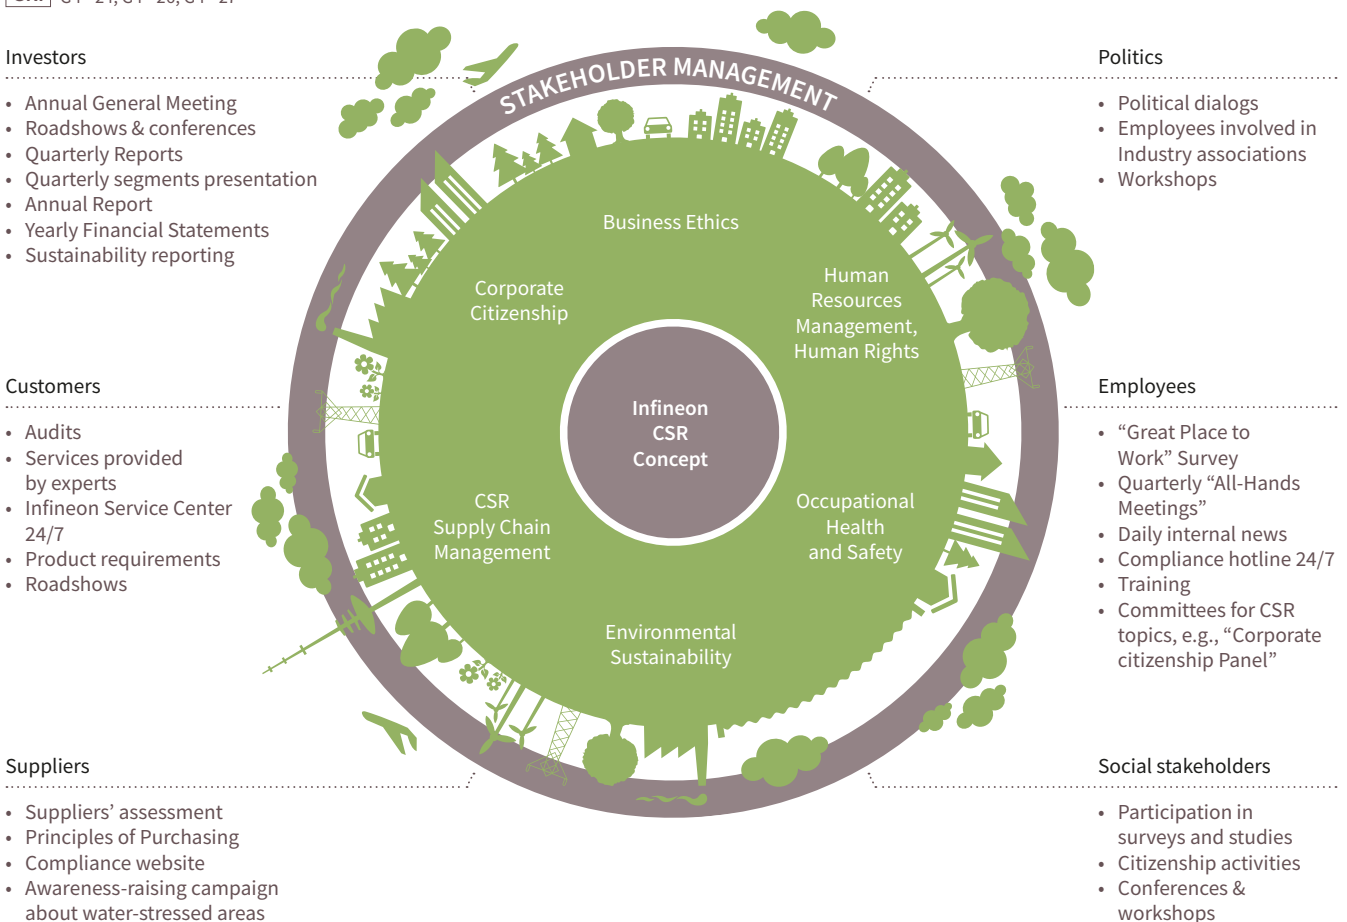 Investors
• Annual General Meeting
• Roadshows & conferences
• Quarterly Reports
• Quarterly segments presentation
• Annual Report
• Yearly Financial Statements
• Sustainability reporting
Customers
• Audits
• Services provided
by experts
• Infineon Service Center
24/7
• Product requirements
• Roadshows
Suppliers
• Suppliers’ assessment
• Principles of Purchasing
• Compliance website
• Awareness-raising campaign
about water-stressed areas
STAKEHOLDER MANAGEMENT
Business Ethics
Corporate
Citizenship
Human
Resources
Management,
Human Rights
Infineon
CSR
Concept
CSR
Supply Chain
Management
Occupational
Health
and Safety
Environmental
Sustainability
Politics
• Political dialogs
• Employees involved in
Industry associations
• Workshops
Employees
• “Great Place to
Work” Survey
• Quarterly “All-Hands
Meetings”
• Daily internal news
• Compliance hotline 24/7
• Training
• Committees for CSR
topics, e.g., “Corporate
citizenship Panel”
Social stakeholders
• Participation in
surveys and studies
• Citizenship activities
• Conferences &
workshops